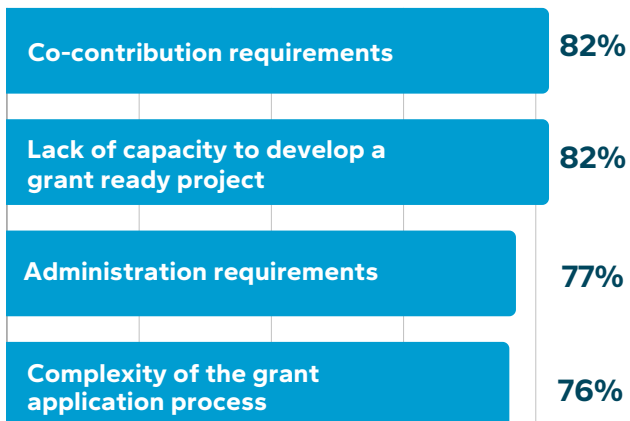 Co-contribution requirements
82%
Lack of capacity to develop a
grant ready project
82%
Administration requirements
77%
Complexity of the grant
application process
76%